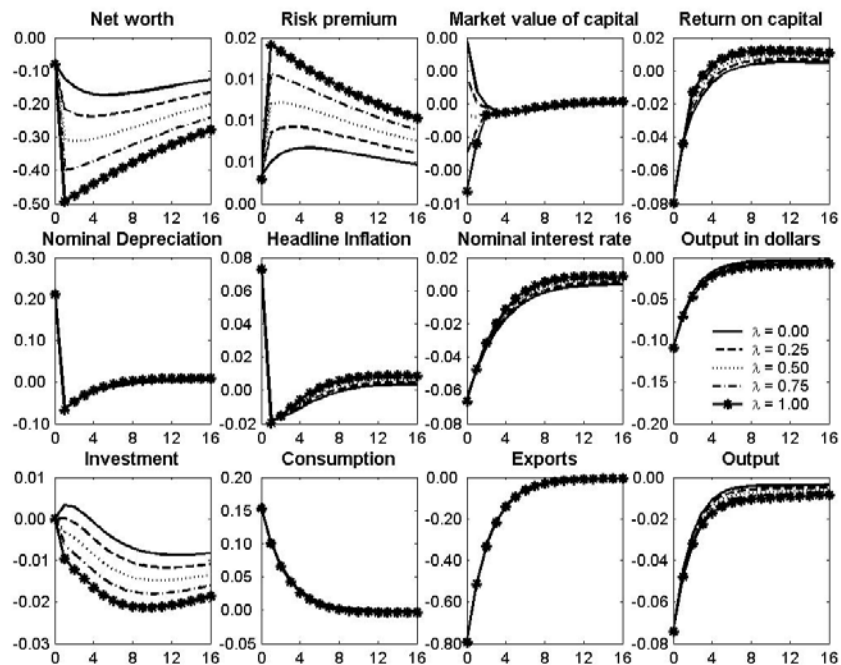 Net worth
0.00
-0.10
-0.20
-0.30
-0.40
-0.50
0 4 8 12 16
Risk premium
0.02
0.01
0.01
0.01
0.00
0 4 8 12 16
Market value of capital
0.00
0.00
0.00
-0.00
-0.00
-0.01
0 4 8 12 16
Return on capital
0.02
0.00
-0.02
-0.04
-0.06
-0.08
0 4 8 12 16
Nominal Depreciation
0.30
0.20
0.10
0.00
-0.10
0 4 8 12 16
Headline Inflation
0.08
0.06
0.04
0.02
0.00
-0.02
0 4 8 12 16
Nominal interest rate
0.02
0.00
-0.02
-0.04
-0.06
-0.08
0 4 8 12 16
Output in dollars
0.00
-0.05
-0.10
-0.15
-0.20
λ = 0.00
λ = 0.25
λ = 0.50
λ = 0.75
λ = 1.00
0 4 8 12 16
Investment
0.01
0.00
-0.01
-0.02
-0.03
0 4 8 12 16
Consumption
0.20
0.15
0.10
0.05
0.00
-0.05
0 4 8 12 16
Exports
0.00
-0.20
-0.40
-0.60
-0.80
0 4 8 12 16
Output
0.00
-0.02
-0.04
-0.06
-0.08
0 4 8 12 16